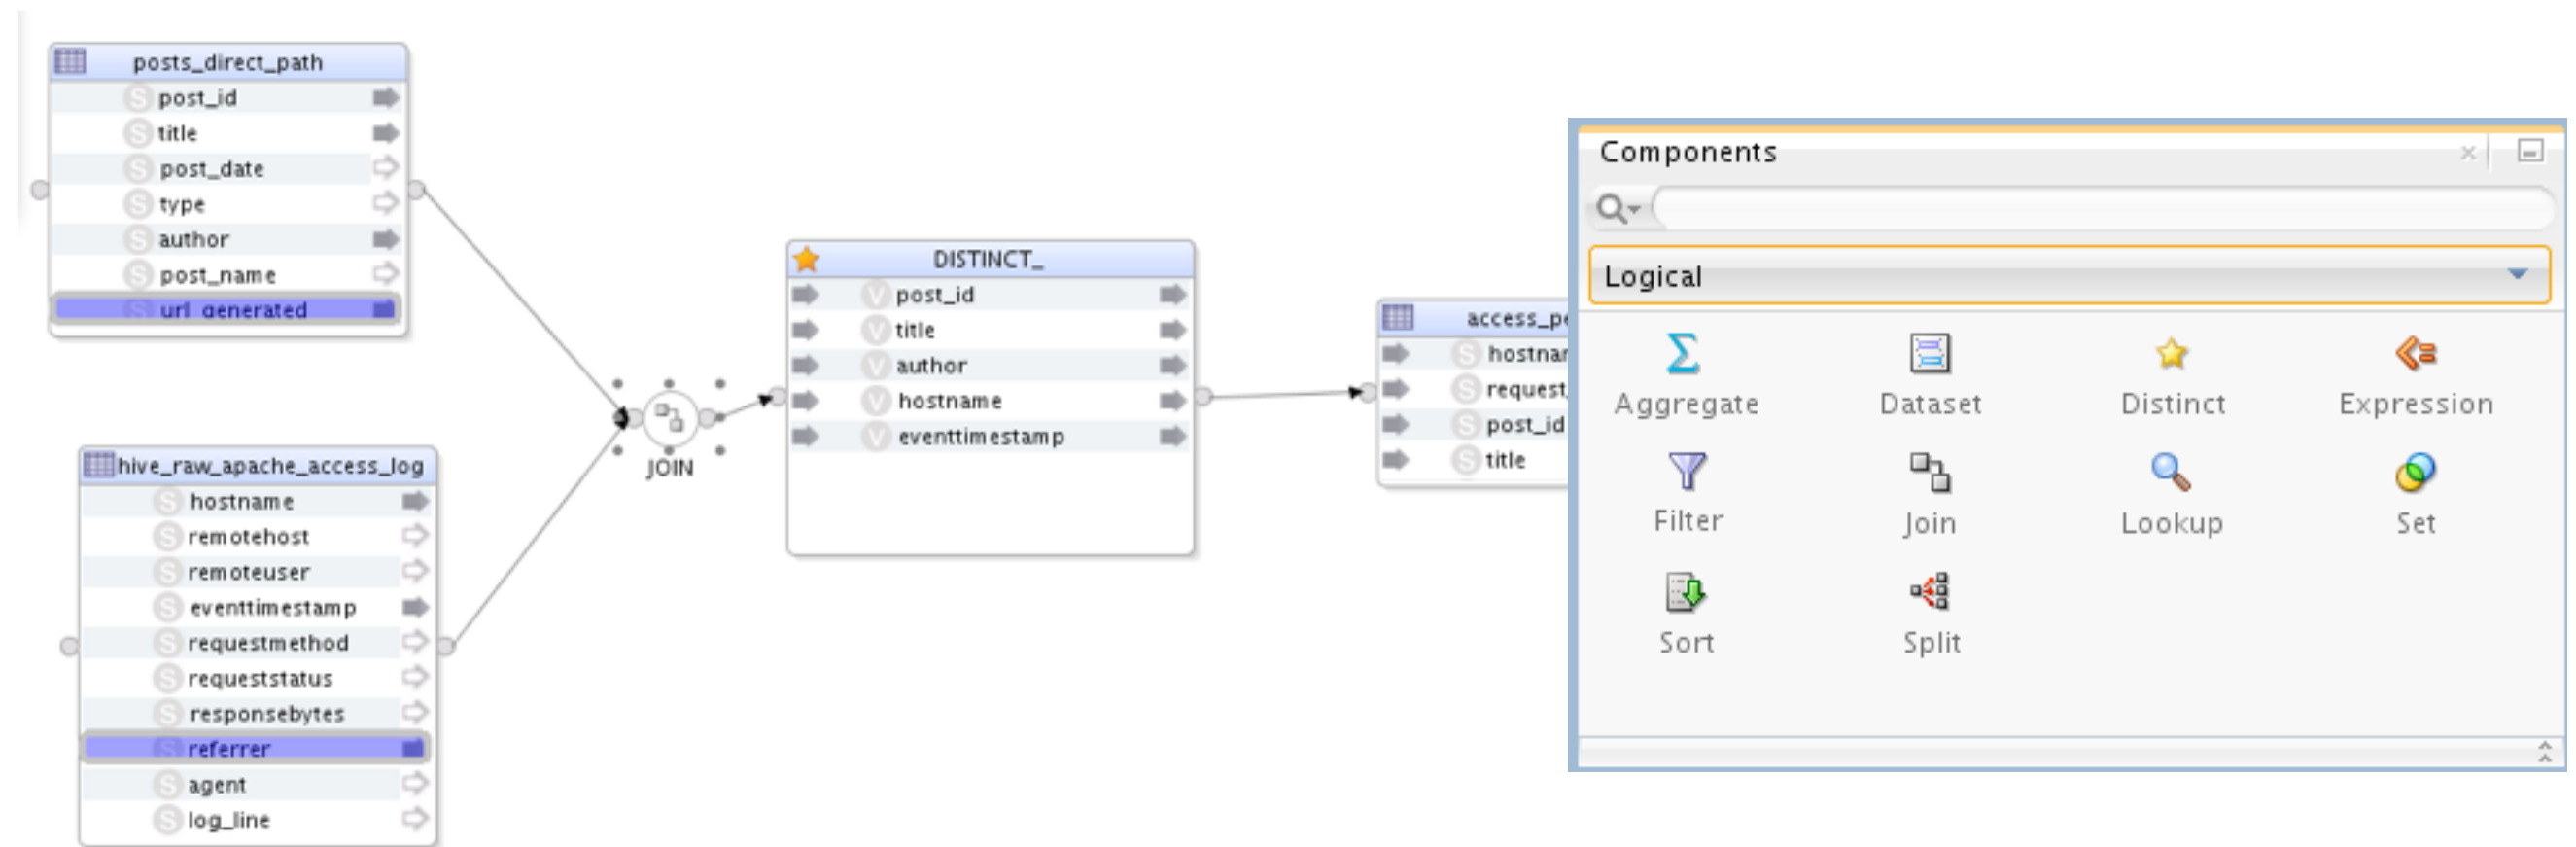 posts_direct_path
post_id
title
post_date
type
author
post_name
url_generated
hive_raw_apache_access_log
hostname
remotehost
remoteuser
eventtimestamp
requestmethod
requeststatus
responsebytes
referrer
agent
log_line
JOIN
DISTINCT_
post_id
title
author
hostname
eventtimestamp
post_id
title
Components
Logical
Aggregate Dataset Distinct Expression
Filter Join Lookup Set
Sort Split